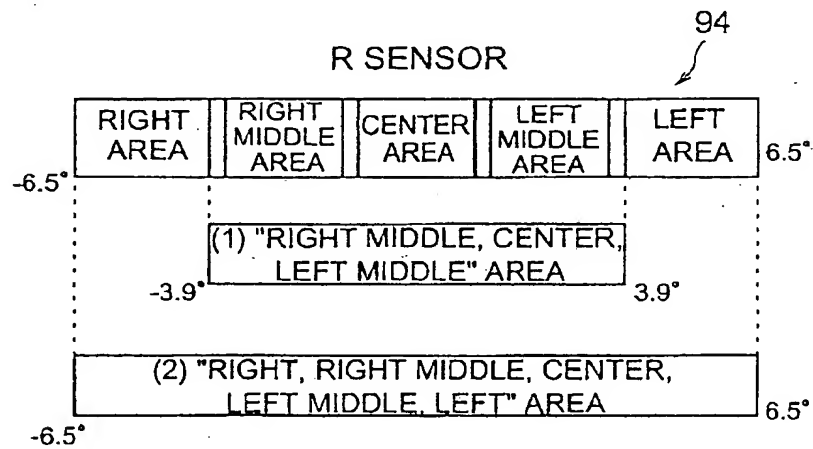 94
R SENSOR
RIGHT AREA
RIGHT MIDDLE AREA
CENTER AREA
LEFT MIDDLE AREA
LEFT AREA
-6.5°
6.5°
(1) "RIGHT MIDDLE, CENTER,
LEFT MIDDLE" AREA
-3.9°
3.9°
(2) "RIGHT, RIGHT MIDDLE, CENTER,
LEFT MIDDLE, LEFT" AREA
-6.5°
6.5°